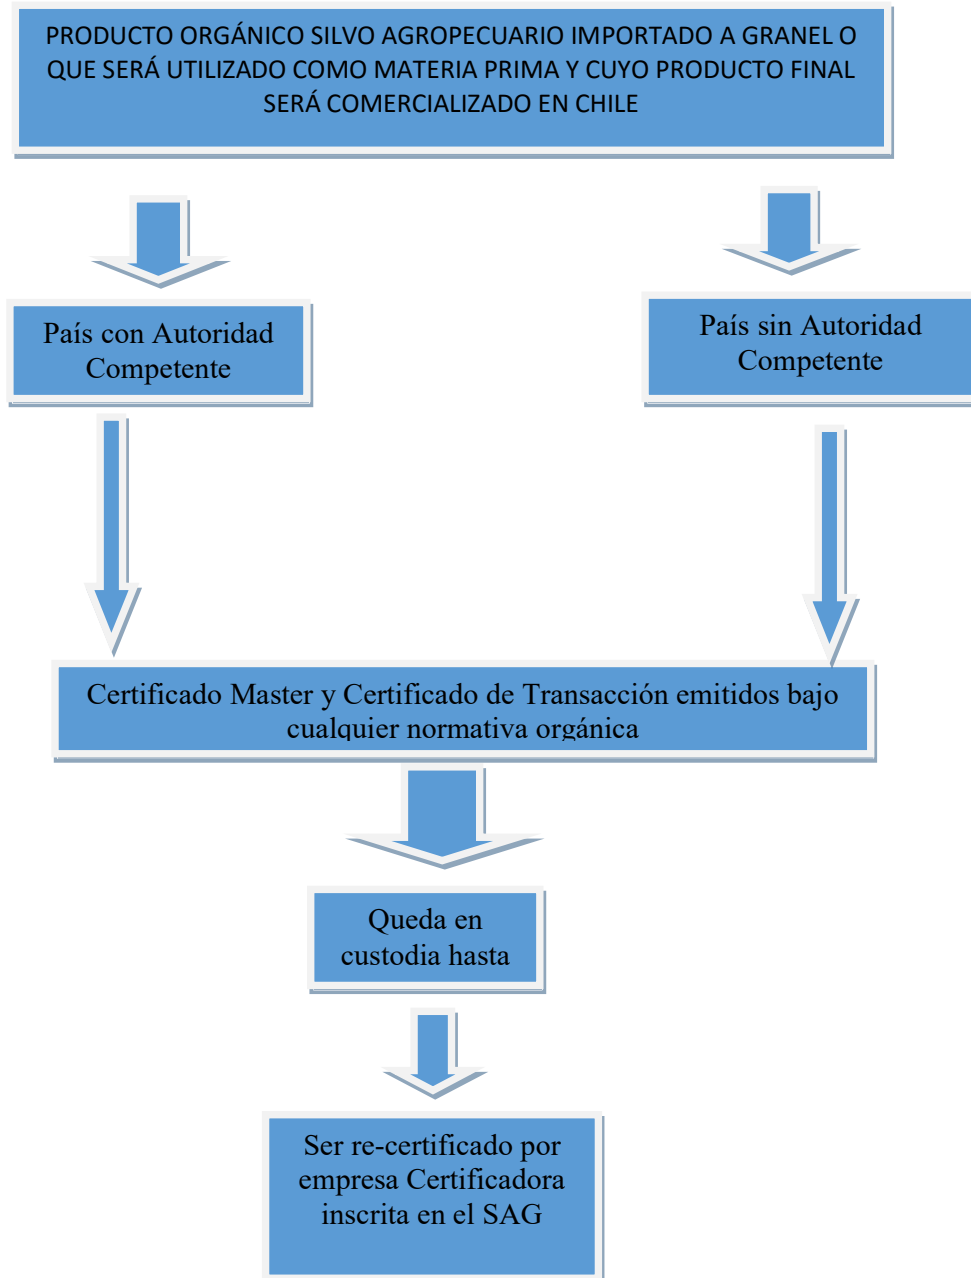 PRODUCTO ORGÁNICO SILVO AGROPECUARIO IMPORTADO A GRANEL O
QUE SERÁ UTILIZADO COMO MATERIA PRIMA Y CUYO PRODUCTO FINAL
SERÁ COMERCIALIZADO EN CHILE
País con Autoridad
Competente
País sin Autoridad
Competente
Certificado Master y Certificado de Transacción emitidos bajo
cualquier normativa orgánica
Queda en
custodia hasta
Ser re-certificado por
empresa Certificadora
inscrita en el SAG